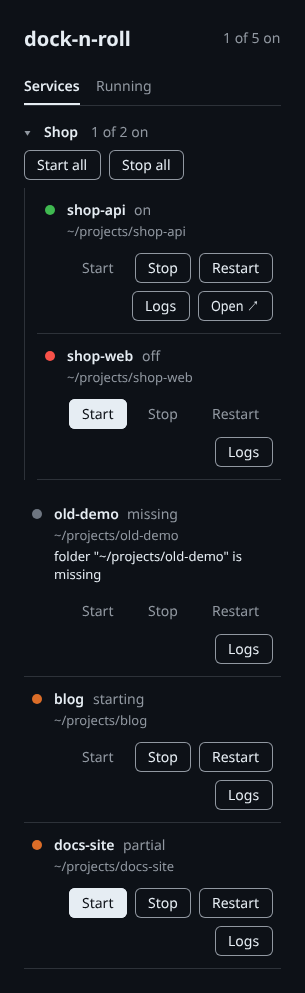 dock-n-roll 1 of 5 on
Services Running
Shop 1 of 2 on
Start all Stop all
shop-api on
~/projects/shop-api
Start Stop Restart
Logs Open ↗
shop-web off
~/projects/shop-web
Start Stop Restart
Logs
old-demo missing
~/projects/old-demo
folder "~/projects/old-demo" is
missing
Start Stop Restart
Logs
blog starting
~/projects/blog
Start Stop Restart
Logs
docs-site partial
~/projects/docs-site
Start Stop Restart
Logs